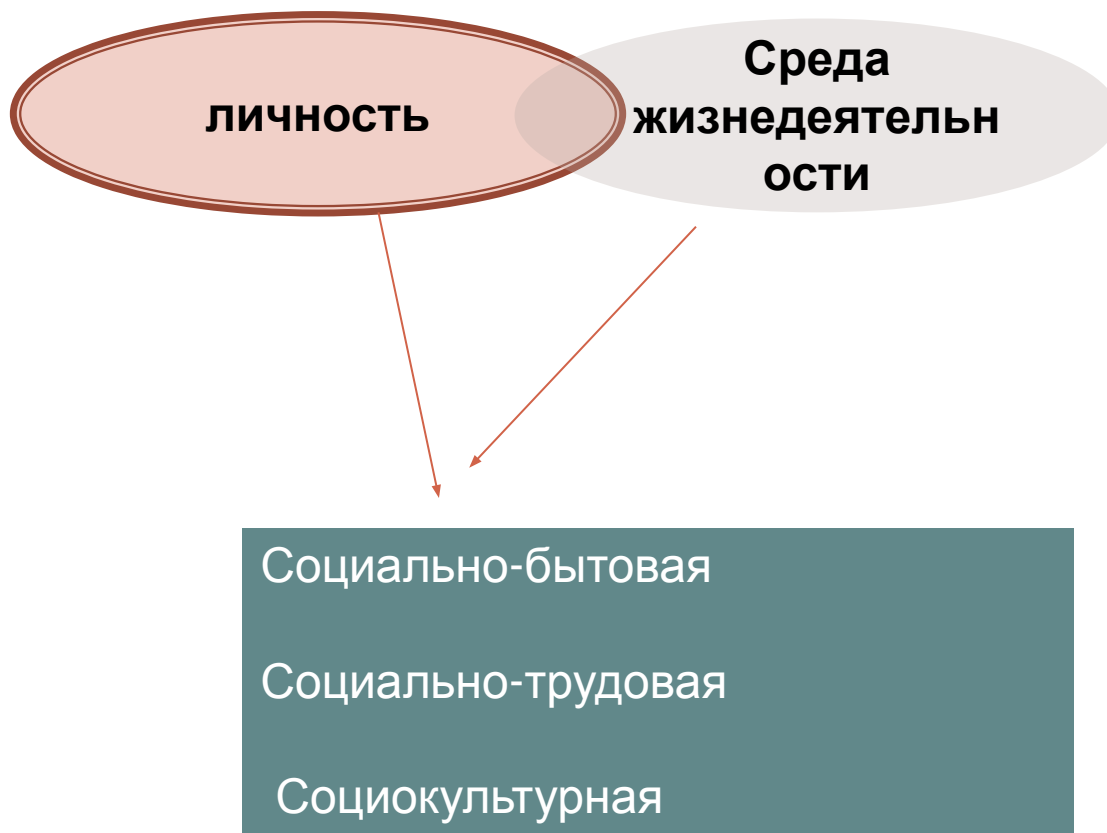 личность
Среда
жизнедеятельн
ости
Социально-бытовая
Социально-трудовая
Социокультурная